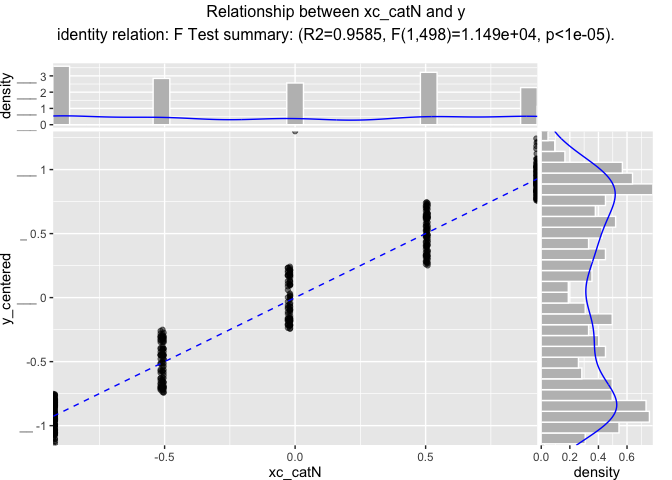 Relationship between xc_catN and y
identity relation: F Test summary: (R2=0.9585, F(1,498)=1.149e+04, p<1e-05).
density
3
2
1
0
y_centered
1
0.5
0
-0.5
-1
-0.5 0.0 0.5
xc_catN
0.0 0.2 0.4 0.6
density